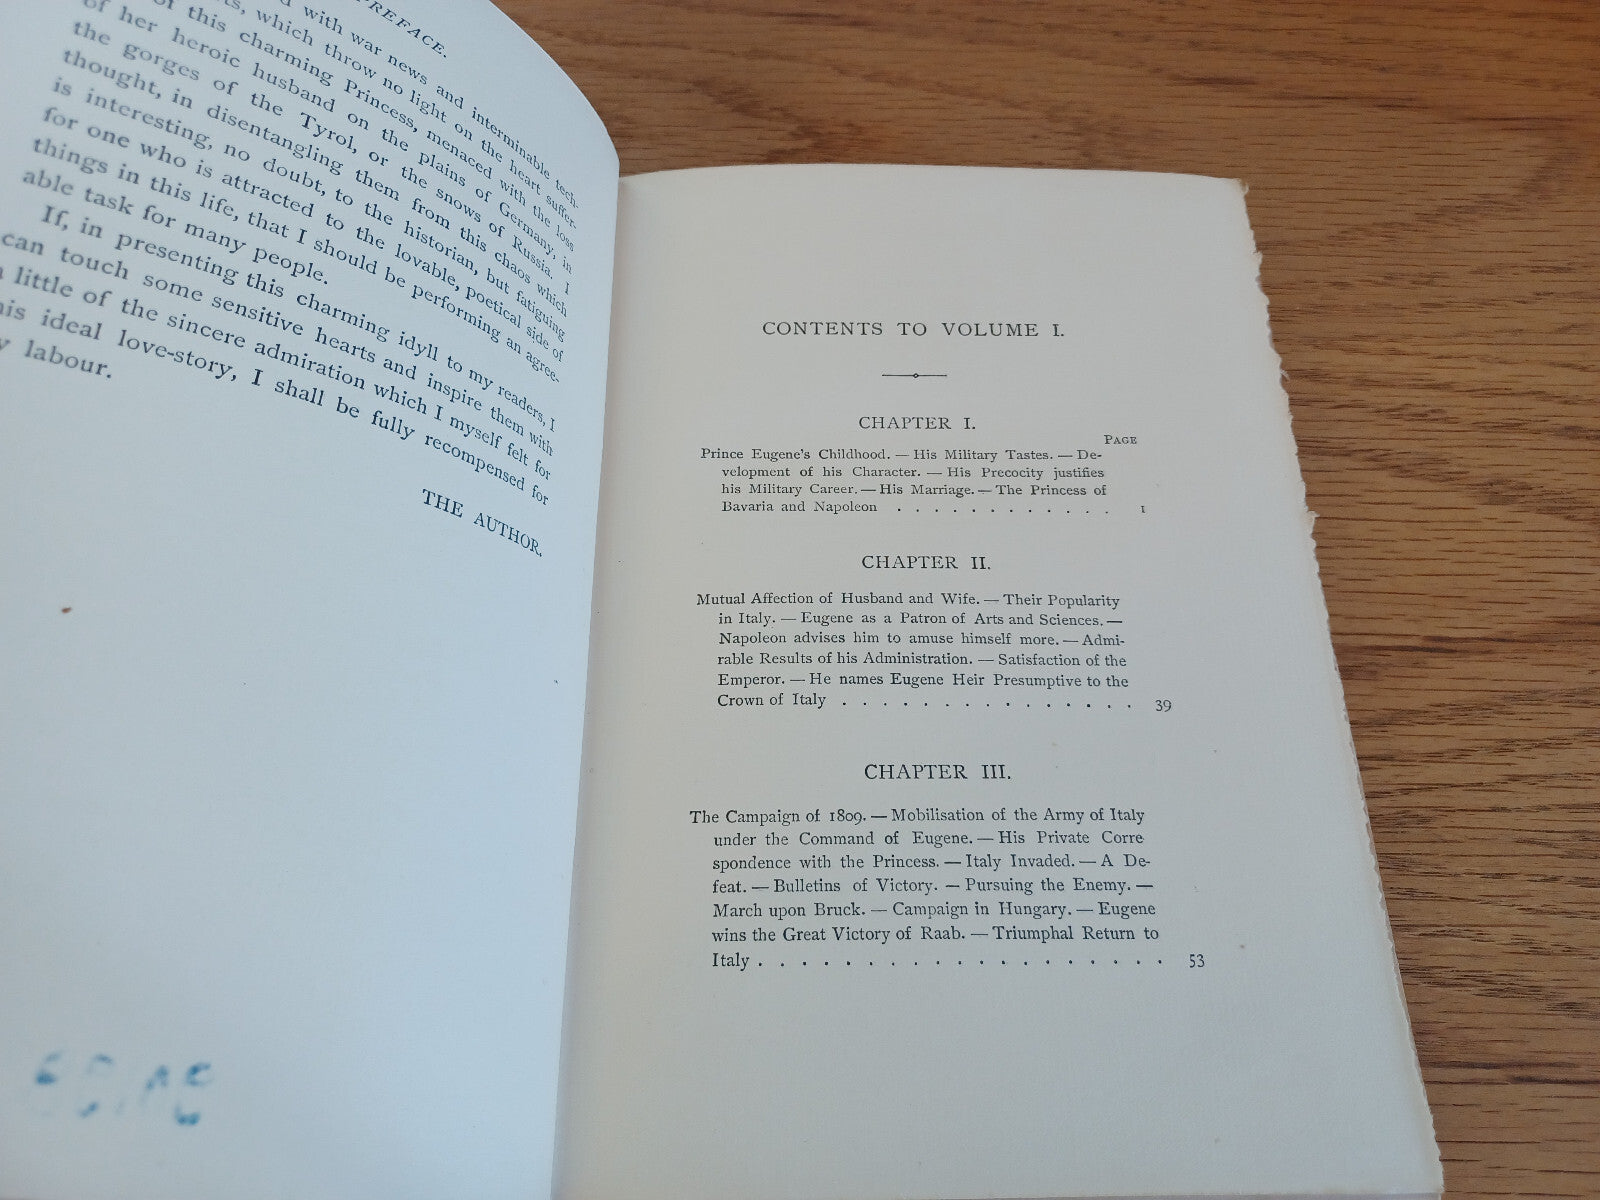 PREFACE.
with war news and interminable tech-
which throw no light on the heart suffer-
of this charming Princess, menaced with the loss
of her heroic husband on the plains of Germany, in
the gorges of the Tyrol, or the snows of Russia. I
thought, in disentangling them from this chaos which
is interesting, no doubt, to the historian, but fatiguing
for one who is attracted to the lovable, poetical side of
things in this life, that I should be performing an agree-
able task for many people.
If, in presenting this charming idyll to my readers, I
can touch some sensitive hearts and inspire them with
little of the sincere admiration which I myself felt for
his ideal love-story, I shall be fully recompensed for
labour.
THE AUTHOR.
CONTENTS TO VOLUME I.
CHAPTER I.
PAGE
Prince Eugene's Childhood. — His Military Tastes. — De-
velopment of his Character. — His Precocity justifies
his Military Career. — His Marriage. — The Princess of
Bavaria and Napoleon . . . . . . . . . . . . 1
CHAPTER II.
Mutual Affection of Husband and Wife. — Their Popularity
in Italy. — Eugene as a Patron of Arts and Sciences. —
Napoleon advises him to amuse himself more. — Admi-
rable Results of his Administration. — Satisfaction of the
Emperor. — He names Eugene Heir Presumptive to the
Crown of Italy . . . . . . . . . . . . . . . 39
CHAPTER III.
The Campaign of 1809. — Mobilisation of the Army of Italy
under the Command of Eugene. — His Private Corre
spondence with the Princess. — Italy Invaded. — A De-
feat. — Bulletins of Victory. — Pursuing the Enemy. —
March upon Bruck. — Campaign in Hungary. — Eugene
wins the Great Victory of Raab. — Triumphal Return to
Italy . . . . . . . . . . . . . . . . . . . 53